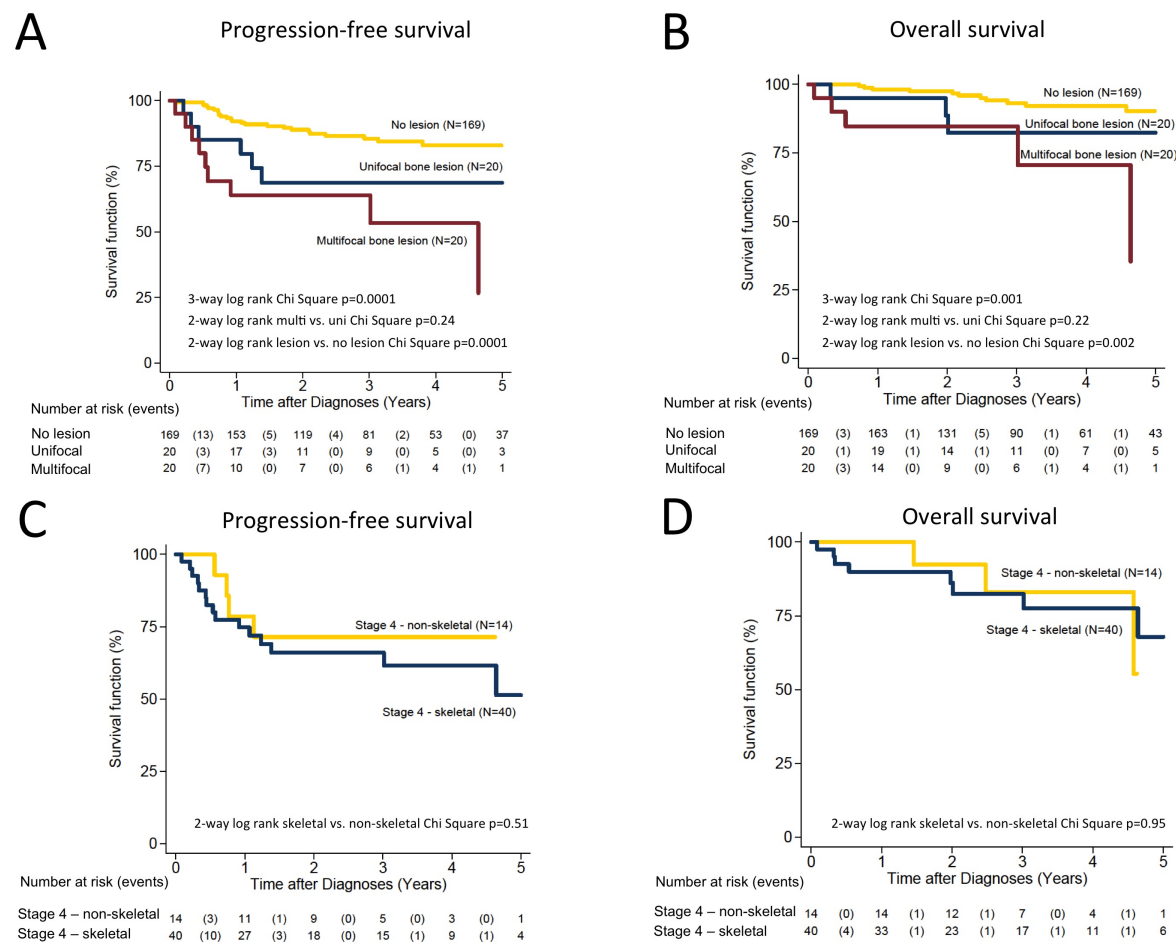 A
Progression-free survival
Survival function (%)
100
75
50
25
0
No lesion (N=169)
Unifocal bone lesion (N=20)
Multifocal bone lesion (N=20)
3-way log rank Chi Square p=0.0001
2-way log rank multi vs. uni Chi Square p=0.24
2-way log rank lesion vs. no lesion Chi Square p=0.0001
0 1 2 3 4 5
Time after Diagnoses (Years)
Number at risk (events)
No lesion 169 (13) 153 (5) 119 (4) 81 (2) 53 (0) 37
Unifocal 20 (3) 17 (3) 11 (0) 9 (0) 5 (0) 3
Multifocal 20 (7) 10 (0) 7 (0) 6 (1) 4 (1) 1
B
Overall survival
Survival function (%)
100
75
50
25
0
No lesion (N=169)
Unifocal bone lesion (N=20)
Multifocal bone lesion (N=20)
3-way log rank Chi Square p=0.001
2-way log rank multi vs. uni Chi Square p=0.22
2-way log rank lesion vs. no lesion Chi Square p=0.002
0 1 2 3 4 5
Time after Diagnoses (Years)
Number at risk (events)
No lesion 169 (3) 163 (1) 131 (5) 90 (1) 61 (1) 43
Unifocal 20 (1) 19 (1) 14 (1) 11 (0) 7 (0) 5
Multifocal 20 (3) 14 (0) 9 (0) 6 (1) 4 (1) 1
C
Progression-free survival
Survival function (%)
100
75
50
25
0
Stage 4 - non-skeletal (N=14)
Stage 4 - skeletal (N=40)
2-way log rank skeletal vs. non-skeletal Chi Square p=0.51
0 1 2 3 4 5
Time after Diagnoses (Years)
Number at risk (events)
Stage 4 – non-skeletal 14 (3) 11 (1) 9 (0) 5 (0) 3 (0) 1
Stage 4 – skeletal 40 (10) 27 (3) 18 (0) 15 (1) 9 (1) 4
D
Overall survival
Survival function (%)
100
75
50
25
0
Stage 4 - non-skeletal (N=14)
Stage 4 - skeletal (N=40)
2-way log rank skeletal vs. non-skeletal Chi Square p=0.95
0 1 2 3 4 5
Time after Diagnoses (Years)
Number at risk (events)
Stage 4 – non-skeletal 14 (0) 14 (1) 12 (1) 7 (0) 4 (1) 1
Stage 4 – skeletal 40 (4) 33 (1) 23 (1) 17 (1) 11 (1) 6